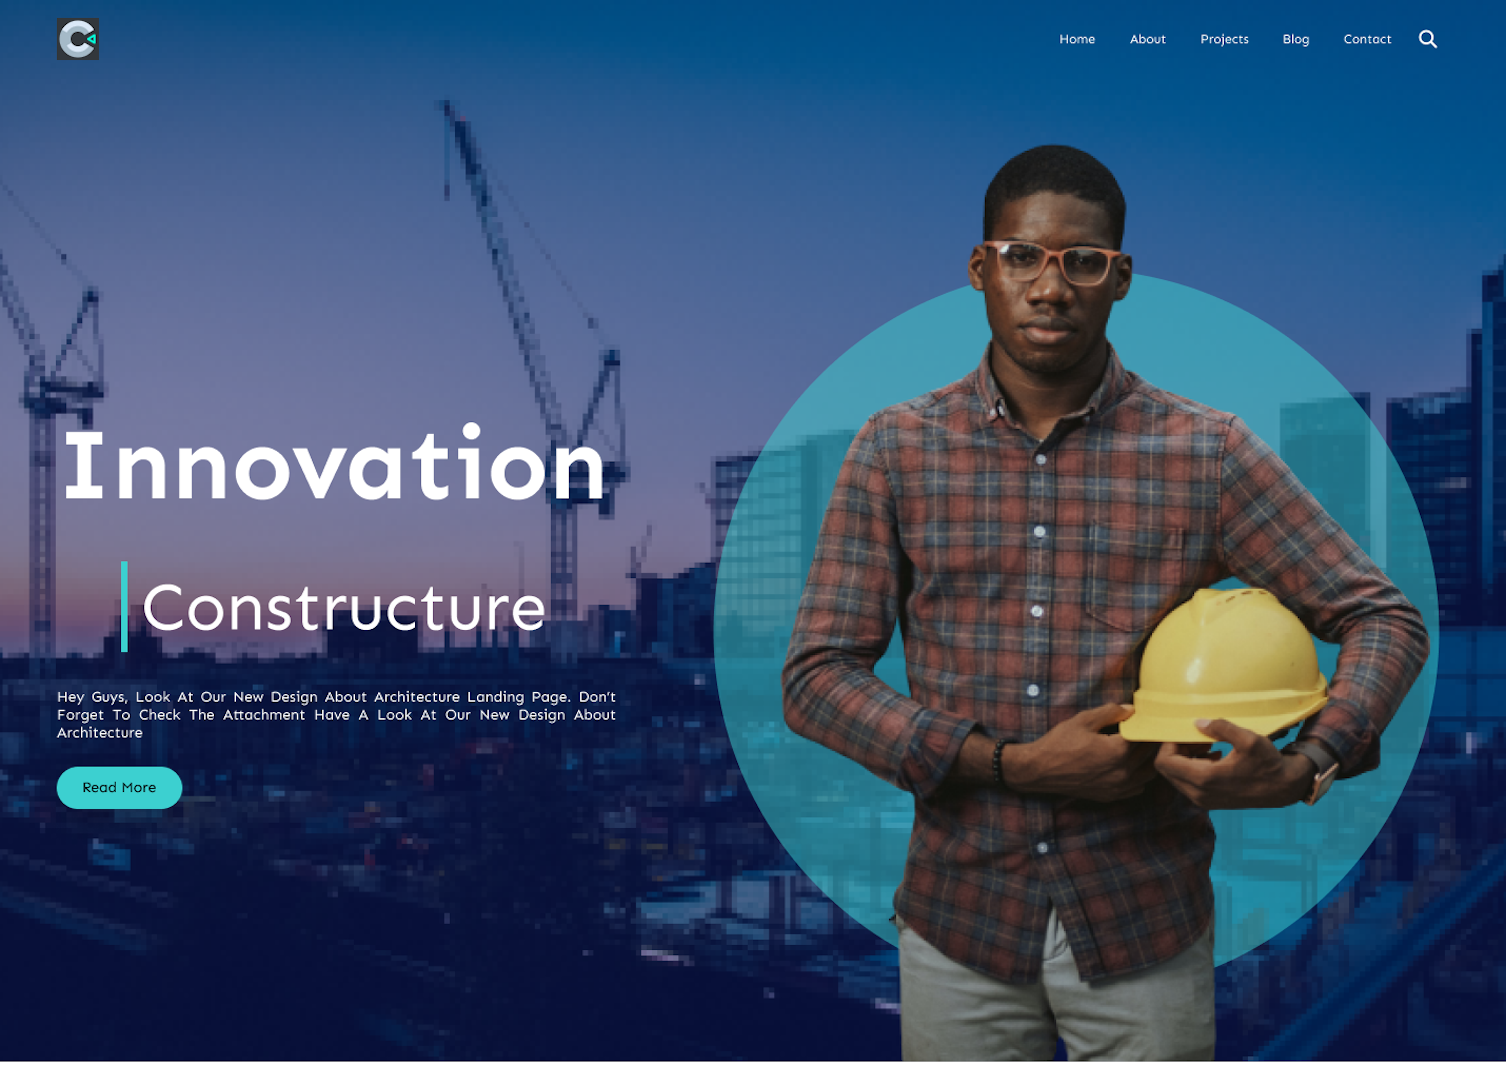 Home About Projects Blog Contact
Innovation
Constructure
Hey Guys, Look At Our New Design About Architecture Landing Page. Don't
Forget To Check The Attachment Have A Look At Our New Design About
Architecture
Read More